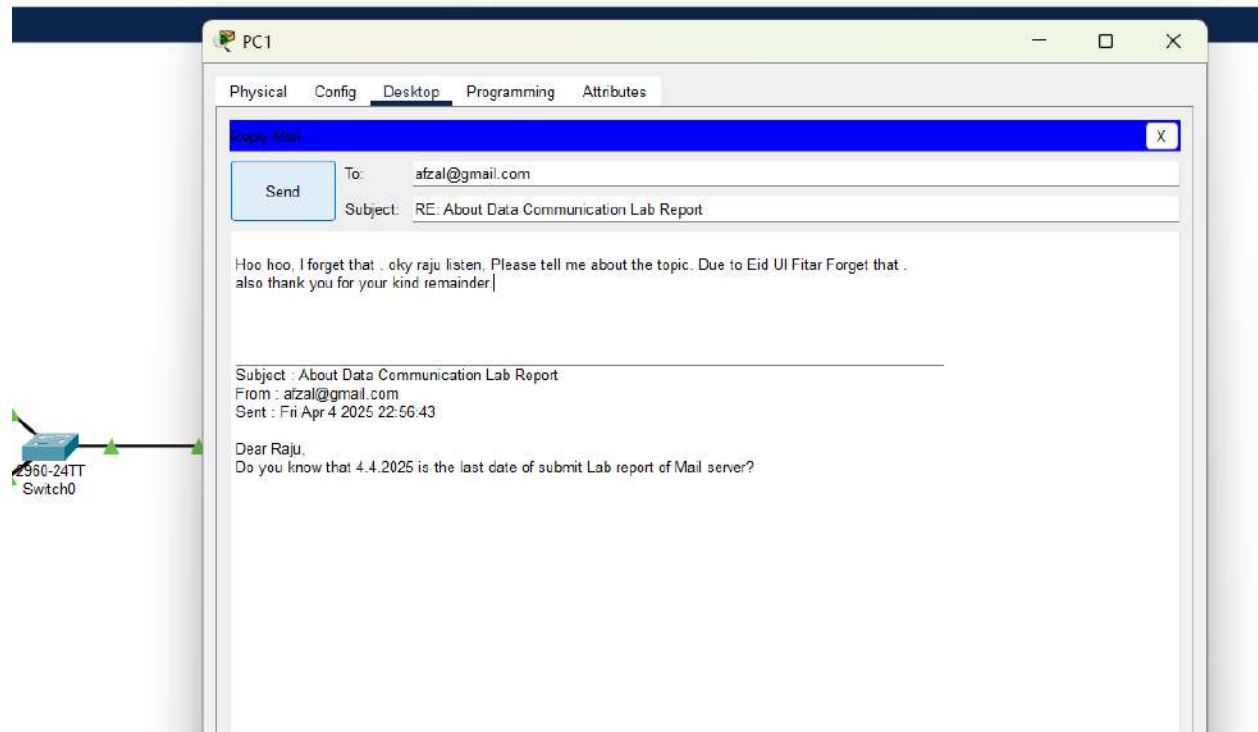 PC1
Physical Config Desktop Programming Attributes
Reply Mail
X
Send
To: afzal@gmail.com
Subject: RE: About Data Communication Lab Report
Hoo hoo, I forget that . oky raju listen, Please tell me about the topic. Due to Eid Ul Fitar Forget that .
also thank you for your kind remainder.
Subject : About Data Communication Lab Report
From : afzal@gmail.com
Sent : Fri Apr 4 2025 22:56:43
Dear Raju,
Do you know that 4.4.2025 is the last date of submit Lab report of Mail server?
2960-24TT
Switch0